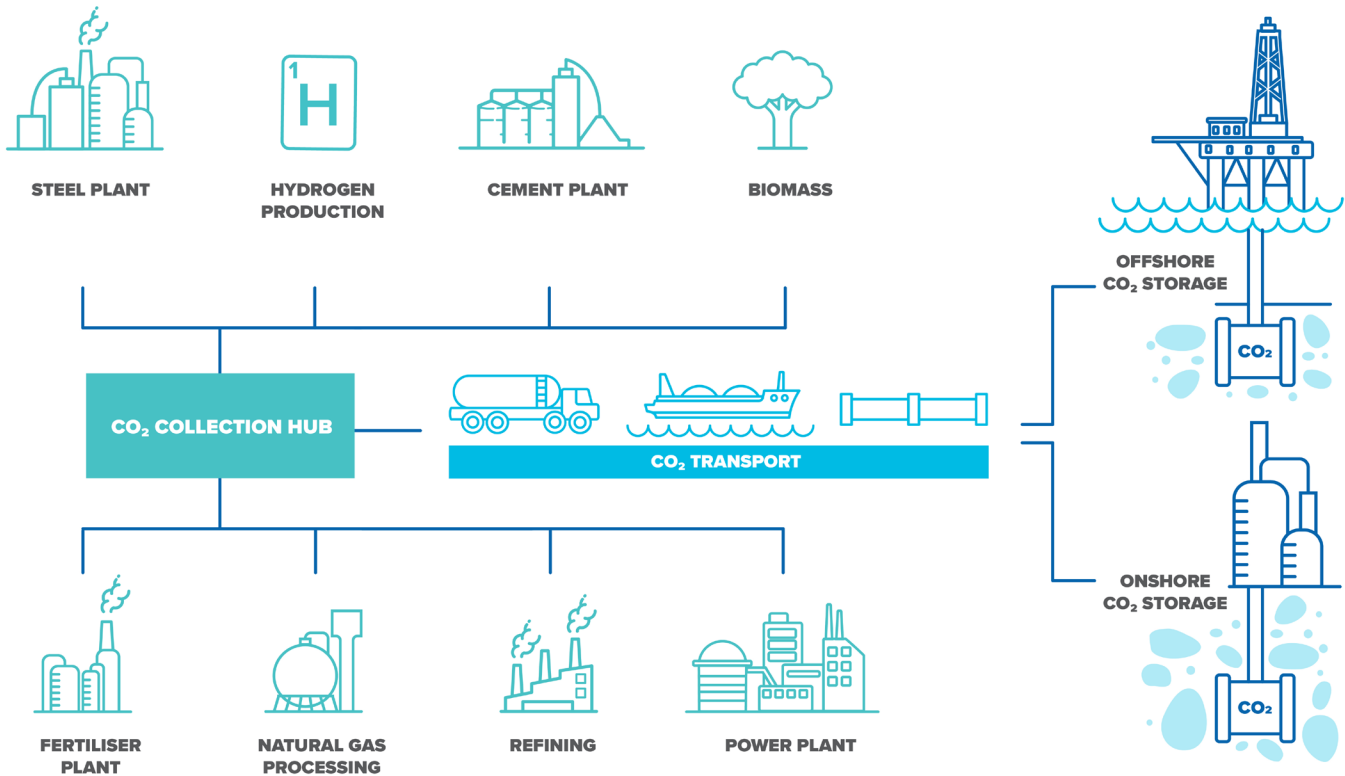 STEEL PLANT
HYDROGEN
PRODUCTION
CEMENT PLANT
BIOMASS
1
H
OFFSHORE
CO₂ STORAGE
CO₂
CO₂ COLLECTION HUB
CO₂ TRANSPORT
ONSHORE
CO₂ STORAGE
CO₂
FERTILISER
PLANT
NATURAL GAS
PROCESSING
REFINING
POWER PLANT